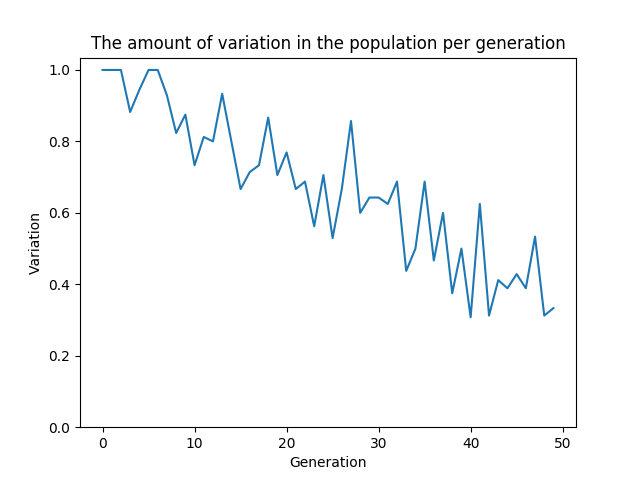 The amount of variation in the population per generation
1.0
0.8
0.6
0.4
0.2
0.0
Variation
0 10 20 30 40 50
Generation